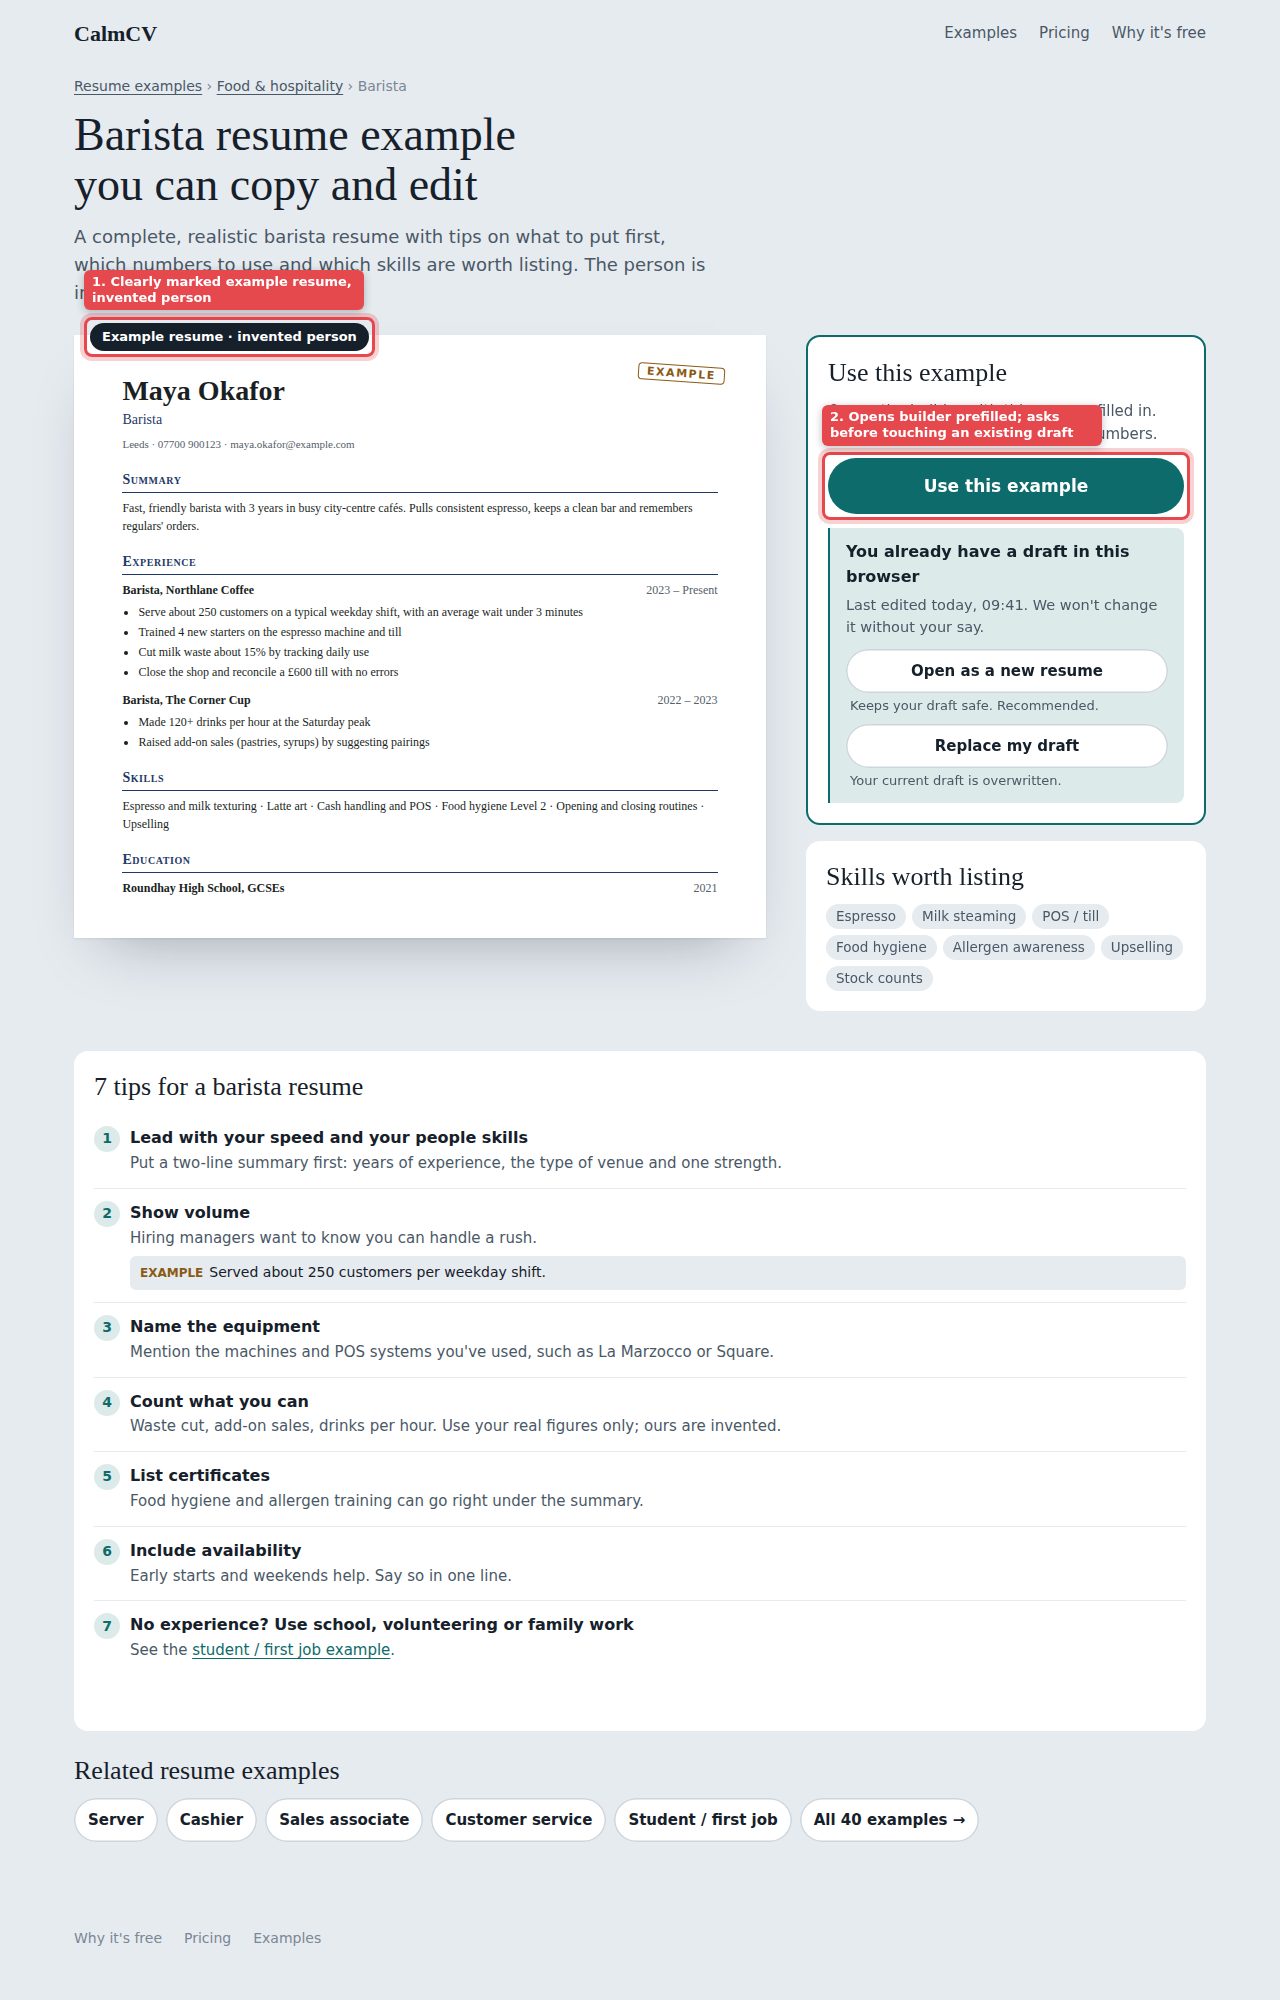 CalmCV
Examples Pricing Why it's free
Resume examples › Food & hospitality › Barista
Barista resume example
you can copy and edit
A complete, realistic barista resume with tips on what to put first,
which numbers to use and which skills are worth listing. The person is
1. Clearly marked example resume,
invented person
Example resume · invented person
EXAMPLE
Maya Okafor
Barista
Leeds · 07700 900123 · maya.okafor@example.com
Summary
Fast, friendly barista with 3 years in busy city-centre cafés. Pulls consistent espresso, keeps a clean bar and remembers
regulars' orders.
Experience
Barista, Northlane Coffee 2023 – Present
• Serve about 250 customers on a typical weekday shift, with an average wait under 3 minutes
• Trained 4 new starters on the espresso machine and till
• Cut milk waste about 15% by tracking daily use
• Close the shop and reconcile a £600 till with no errors
Barista, The Corner Cup 2022 – 2023
• Made 120+ drinks per hour at the Saturday peak
• Raised add-on sales (pastries, syrups) by suggesting pairings
Skills
Espresso and milk texturing · Latte art · Cash handling and POS · Food hygiene Level 2 · Opening and closing routines ·
Upselling
Education
Roundhay High School, GCSEs 2021
Use this example
filled in.
2. Opens builder prefilled; asks
before touching an existing draft
Use this example
You already have a draft in this
browser
Last edited today, 09:41. We won't change
it without your say.
Open as a new resume
Keeps your draft safe. Recommended.
Replace my draft
Your current draft is overwritten.
Skills worth listing
Espresso Milk steaming POS / till
Food hygiene Allergen awareness Upselling
Stock counts
7 tips for a barista resume
1 Lead with your speed and your people skills
Put a two-line summary first: years of experience, the type of venue and one strength.
2 Show volume
Hiring managers want to know you can handle a rush.
EXAMPLE Served about 250 customers per weekday shift.
3 Name the equipment
Mention the machines and POS systems you've used, such as La Marzocco or Square.
4 Count what you can
Waste cut, add-on sales, drinks per hour. Use your real figures only; ours are invented.
5 List certificates
Food hygiene and allergen training can go right under the summary.
6 Include availability
Early starts and weekends help. Say so in one line.
7 No experience? Use school, volunteering or family work
See the student / first job example.
Related resume examples
Server Cashier Sales associate Customer service Student / first job All 40 examples →
Why it's free Pricing Examples